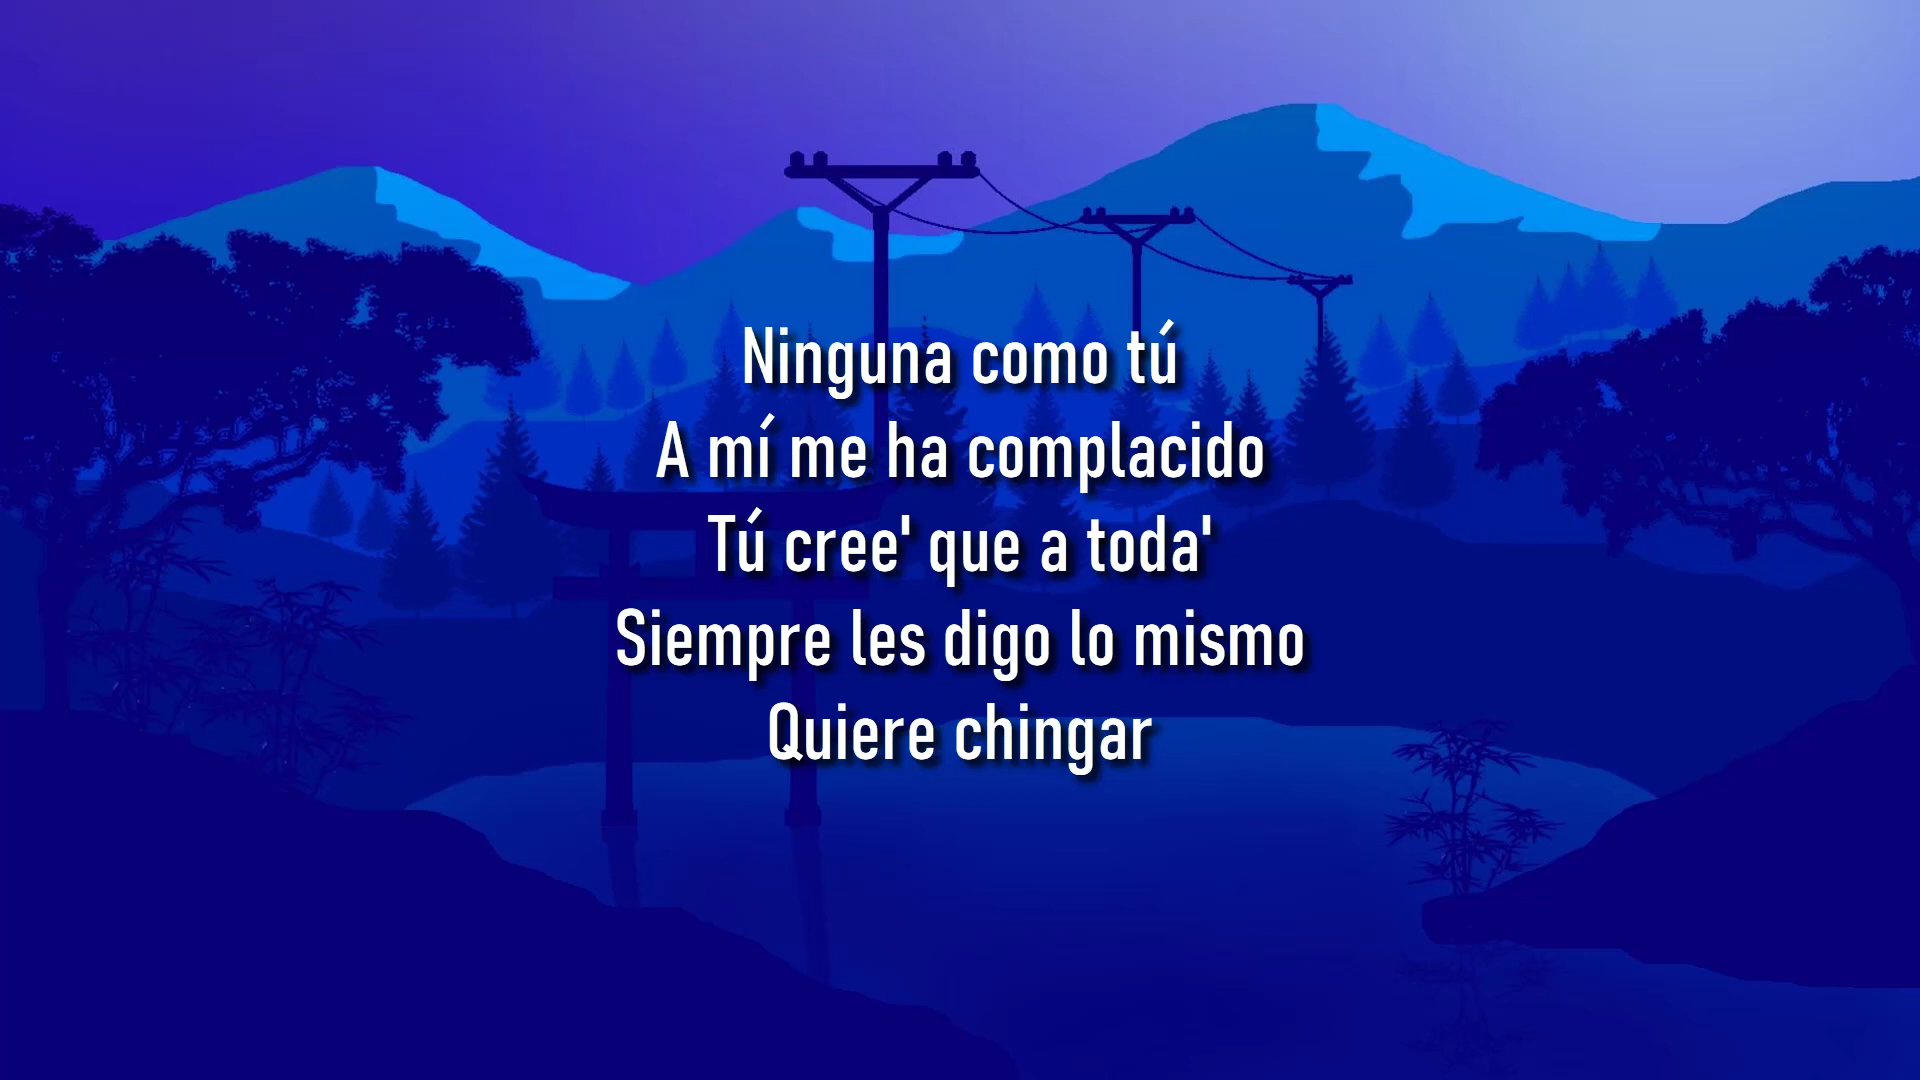 Ninguna como tú
A mí me ha complacido
Tú cree' que a toda'
Siempre les digo lo mismo
Quiere chingar